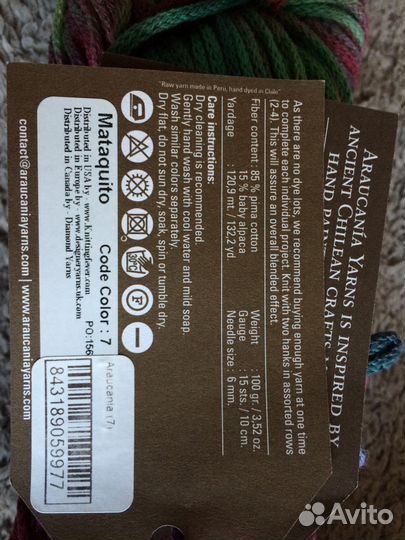 "Raw yarn made in Peru, hand dyed in Chile"
As there are no dye lots, we recommend buying enough yarn at one time
to complete each individual project. Knit with two hanks in assorted rows
(2-4). This will assure an overall blended effect.
Fiber content: 85 % pima cotton
15 % baby alpaca
Yardage : 120,9 mt. / 132,2 yd.
Weight : 100 gr. / 3,52 oz.
Gauge : 15 sts. / 10 cm.
Needle size : 6 mm.
Care instructions:
Dry cleaning is recommended.
Gently hand wash with cool water and mild soap.
Wash similar colors separately.
Dry flat, do not sun dry, soak, spin or tumble dry.
F
Mataquito Code Color : 7
Distributed in USA by - www.Knittingfever.com
Distributed in Europe by - www.designeryarns.uk.com
Distributed in Canada by - Diamond Yarns
PO:156
contact@araucaniayarns.com | www.araucaniayarns.com
Araucania (7)
843189059977
ARAUCANÍA YARNS IS INSPIRED BY
ANCIENT CHILEAN CRAFTS
HAND
Avito